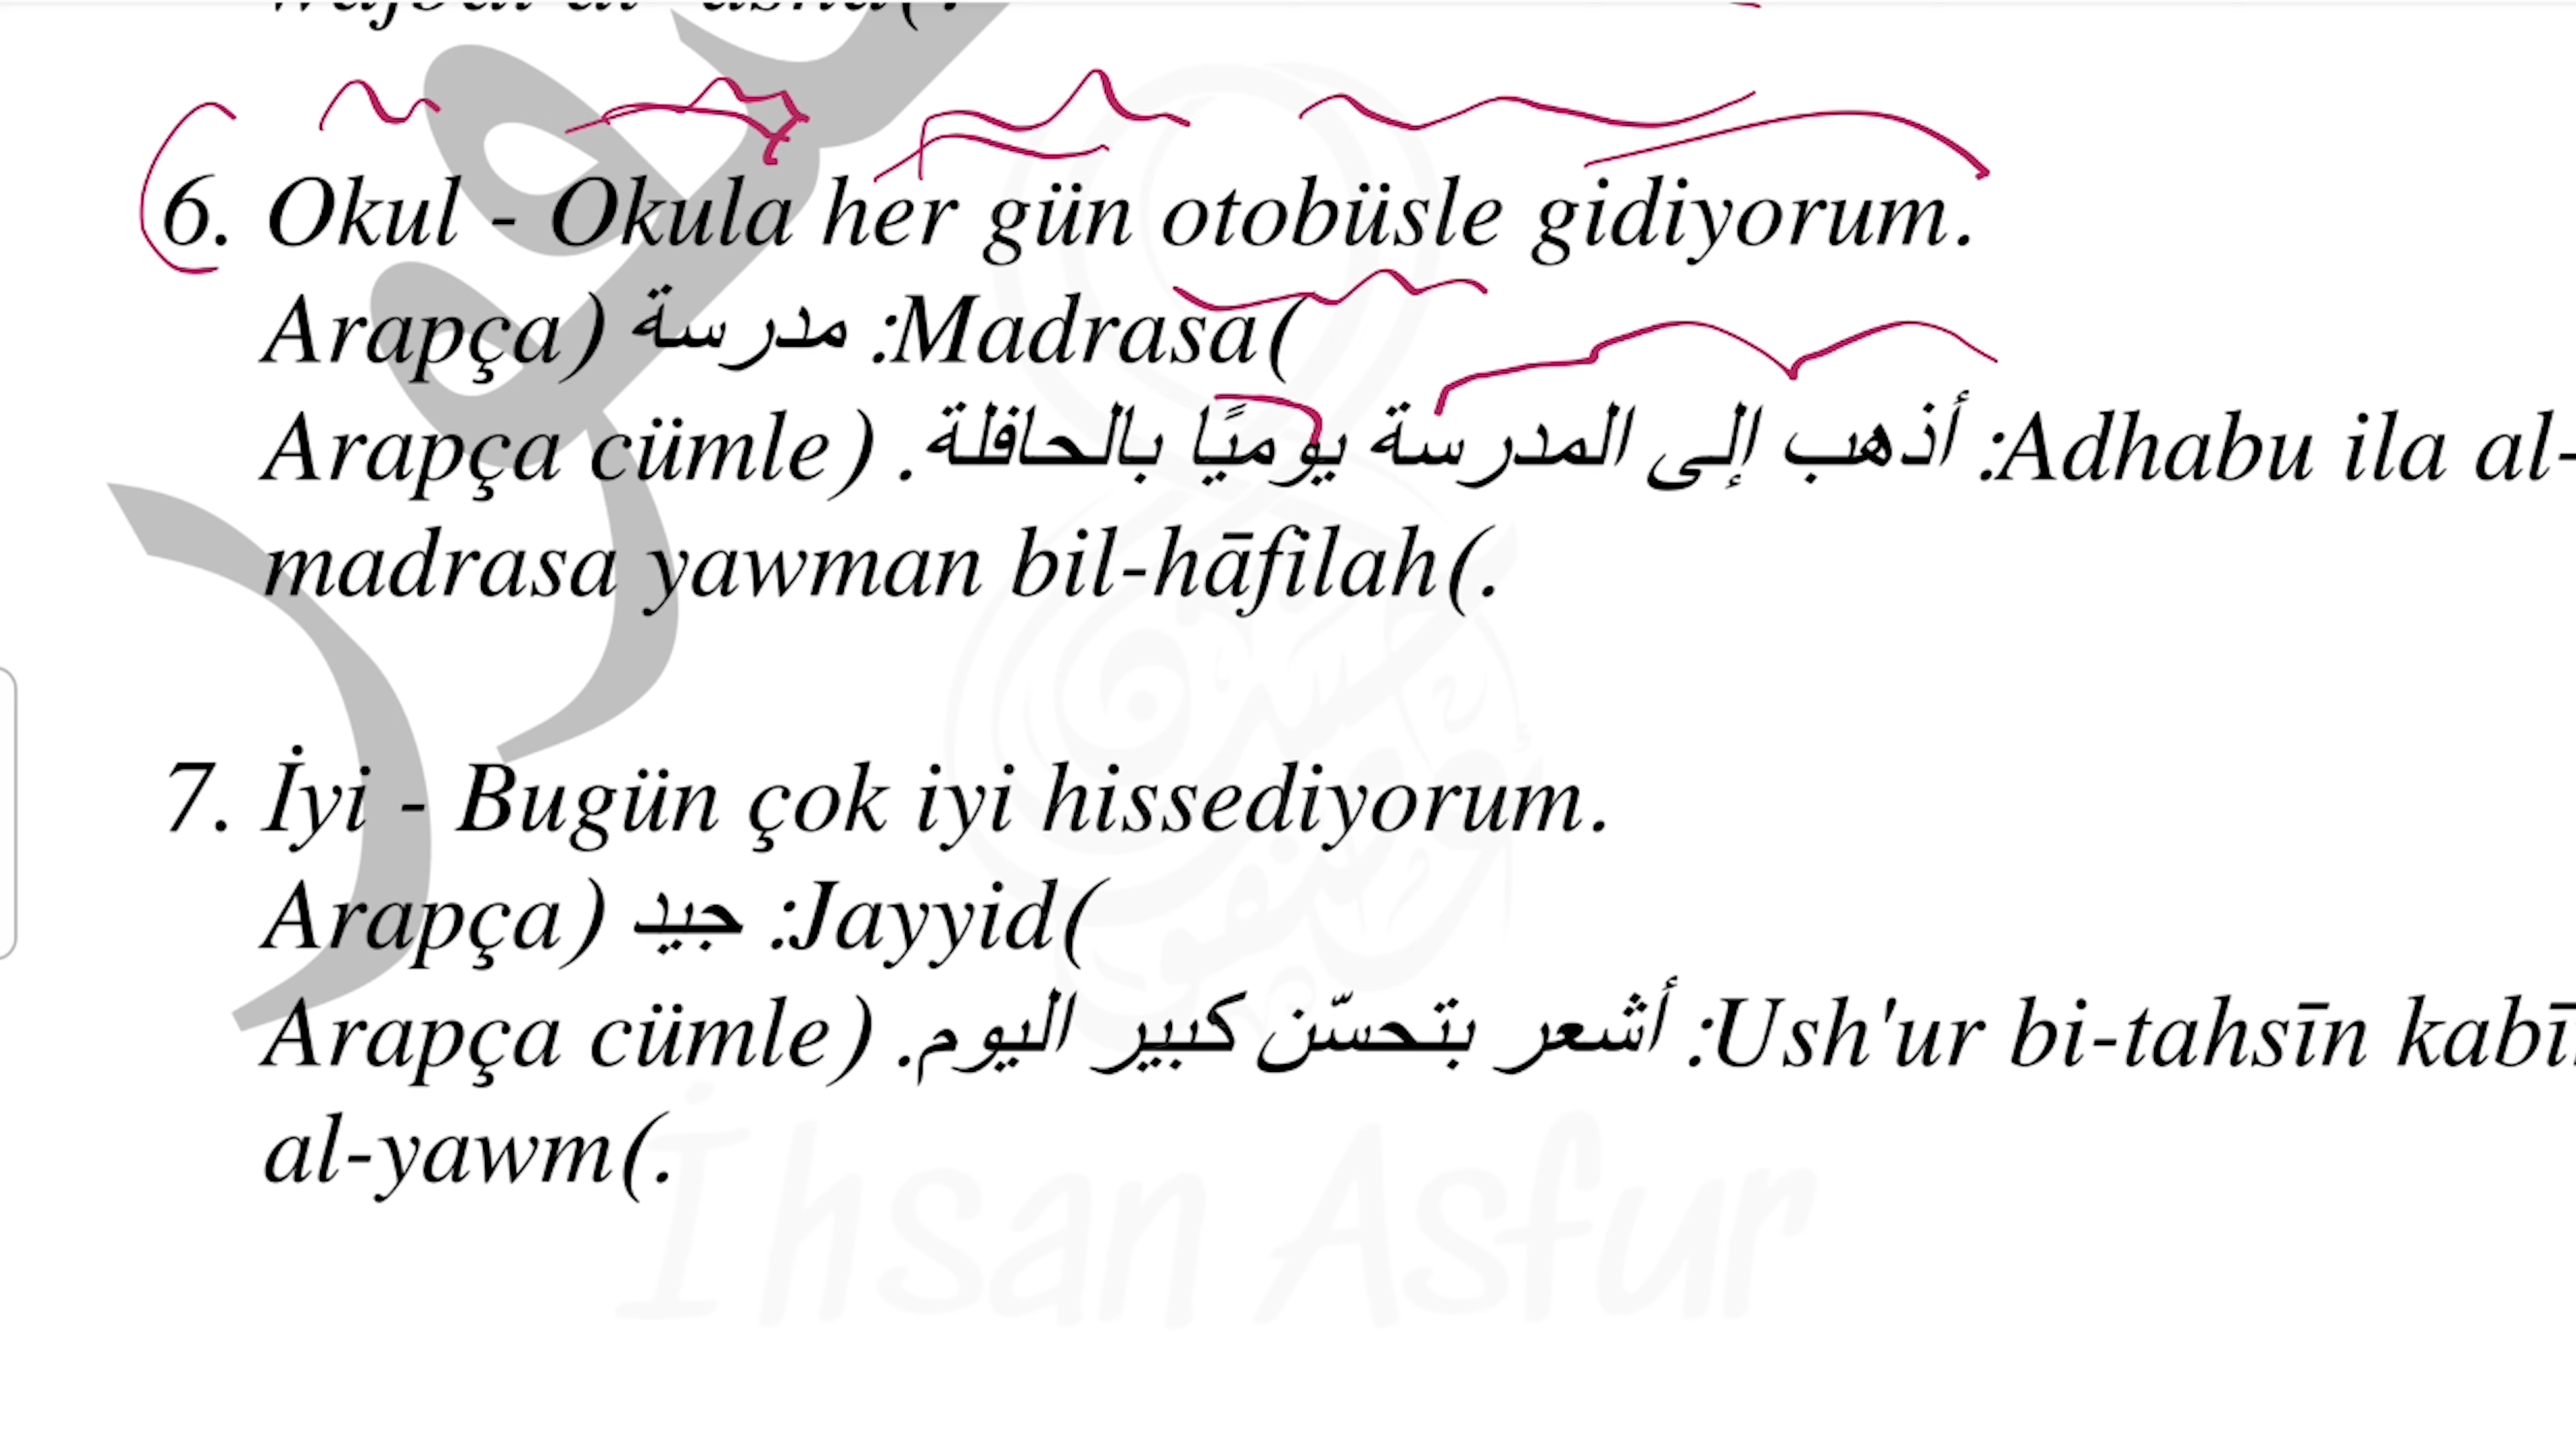 6. Okul - Okula her gün otobüsle gidiyorum.
Arapça) مدرسة :Madrasa(
Arapça cümle) .أذهب إلى المدرسة يوميًا بالحافلة :Adhabu ila al-
madrasa yawman bil-hāfilah(.
7. İyi - Bugün çok iyi hissediyorum.
Arapça) جيد :Jayyid(
Arapça cümle) .أشعر بتحسّن كبير اليوم :Ush'ur bi-tahsīn
al-yawm(.
İhsan Asfur